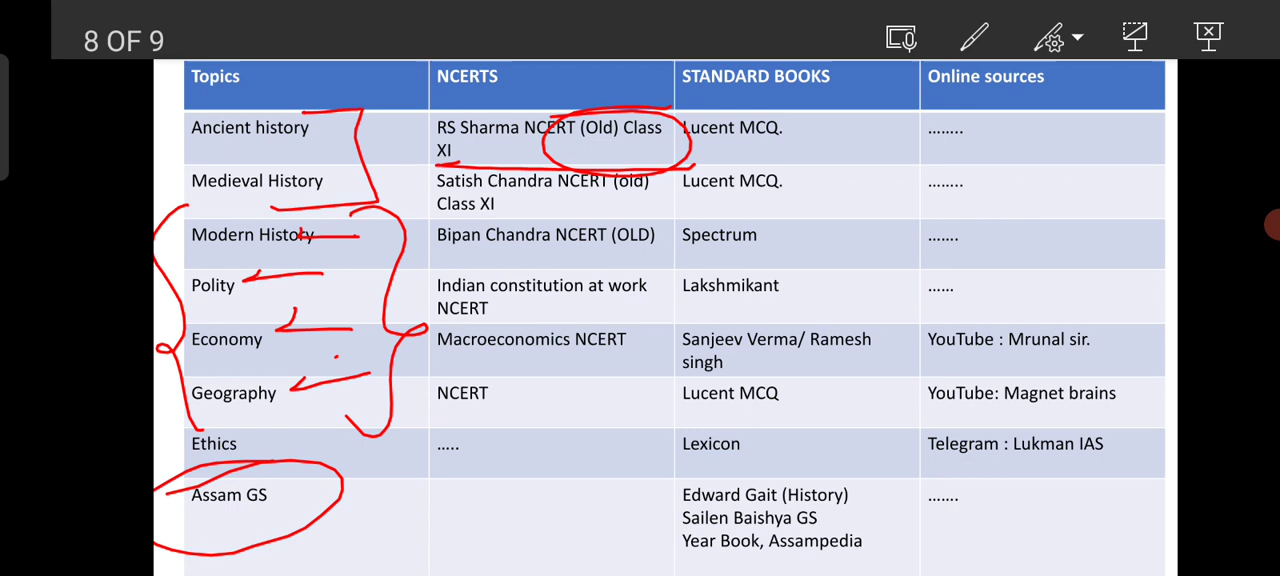 8 OF 9
Topics NCERTS STANDARD BOOKS Online sources
Ancient history RS Sharma NCERT (Old) Class Lucent MCQ. ........
XI
Medieval History Satish Chandra NCERT (old) Lucent MCQ. ........
Class XI
Modern History Bipan Chandra NCERT (OLD) Spectrum .......
Polity Indian constitution at work Lakshmikant ......
NCERT
Economy Macroeconomics NCERT Sanjeev Verma/ Ramesh YouTube : Mrunal sir.
singh
Geography NCERT Lucent MCQ YouTube: Magnet brains
Ethics ..... Lexicon Telegram : Lukman IAS
Assam GS Edward Gait (History) .......
Sailen Baishya GS
Year Book, Assampedia